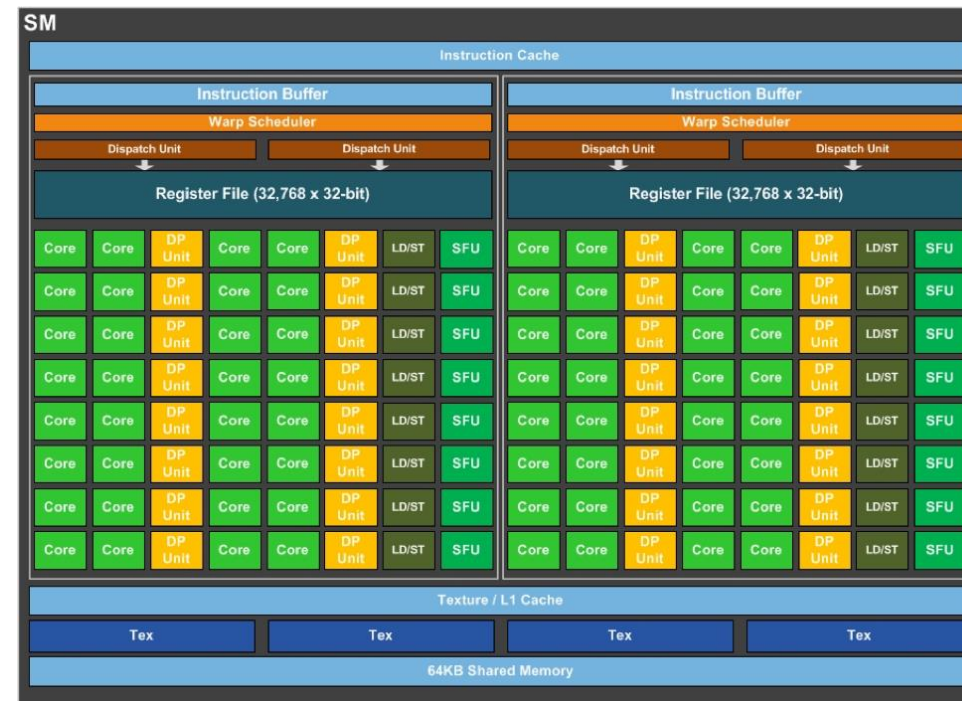 SM
Instruction Cache
Instruction Buffer Instruction Buffer
Warp Scheduler Warp Scheduler
Dispatch Unit Dispatch Unit Dispatch Unit Dispatch Unit
Register File (32,768 x 32-bit) Register File (32,768 x 32-bit)
Core Core DP Unit Core Core DP Unit LD/ST SFU Core Core DP Unit Core Core DP Unit LD/ST SFU
Core Core DP Unit Core Core DP Unit LD/ST SFU Core Core DP Unit Core Core DP Unit LD/ST SFU
Core Core DP Unit Core Core DP Unit LD/ST SFU Core Core DP Unit Core Core DP Unit LD/ST SFU
Core Core DP Unit Core Core DP Unit LD/ST SFU Core Core DP Unit Core Core DP Unit LD/ST SFU
Core Core DP Unit Core Core DP Unit LD/ST SFU Core Core DP Unit Core Core DP Unit LD/ST SFU
Core Core DP Unit Core Core DP Unit LD/ST SFU Core Core DP Unit Core Core DP Unit LD/ST SFU
Core Core DP Unit Core Core DP Unit LD/ST SFU Core Core DP Unit Core Core DP Unit LD/ST SFU
Core Core DP Unit Core Core DP Unit LD/ST SFU Core Core DP Unit Core Core DP Unit LD/ST SFU
Texture / L1 Cache
Tex Tex Tex Tex
64KB Shared Memory